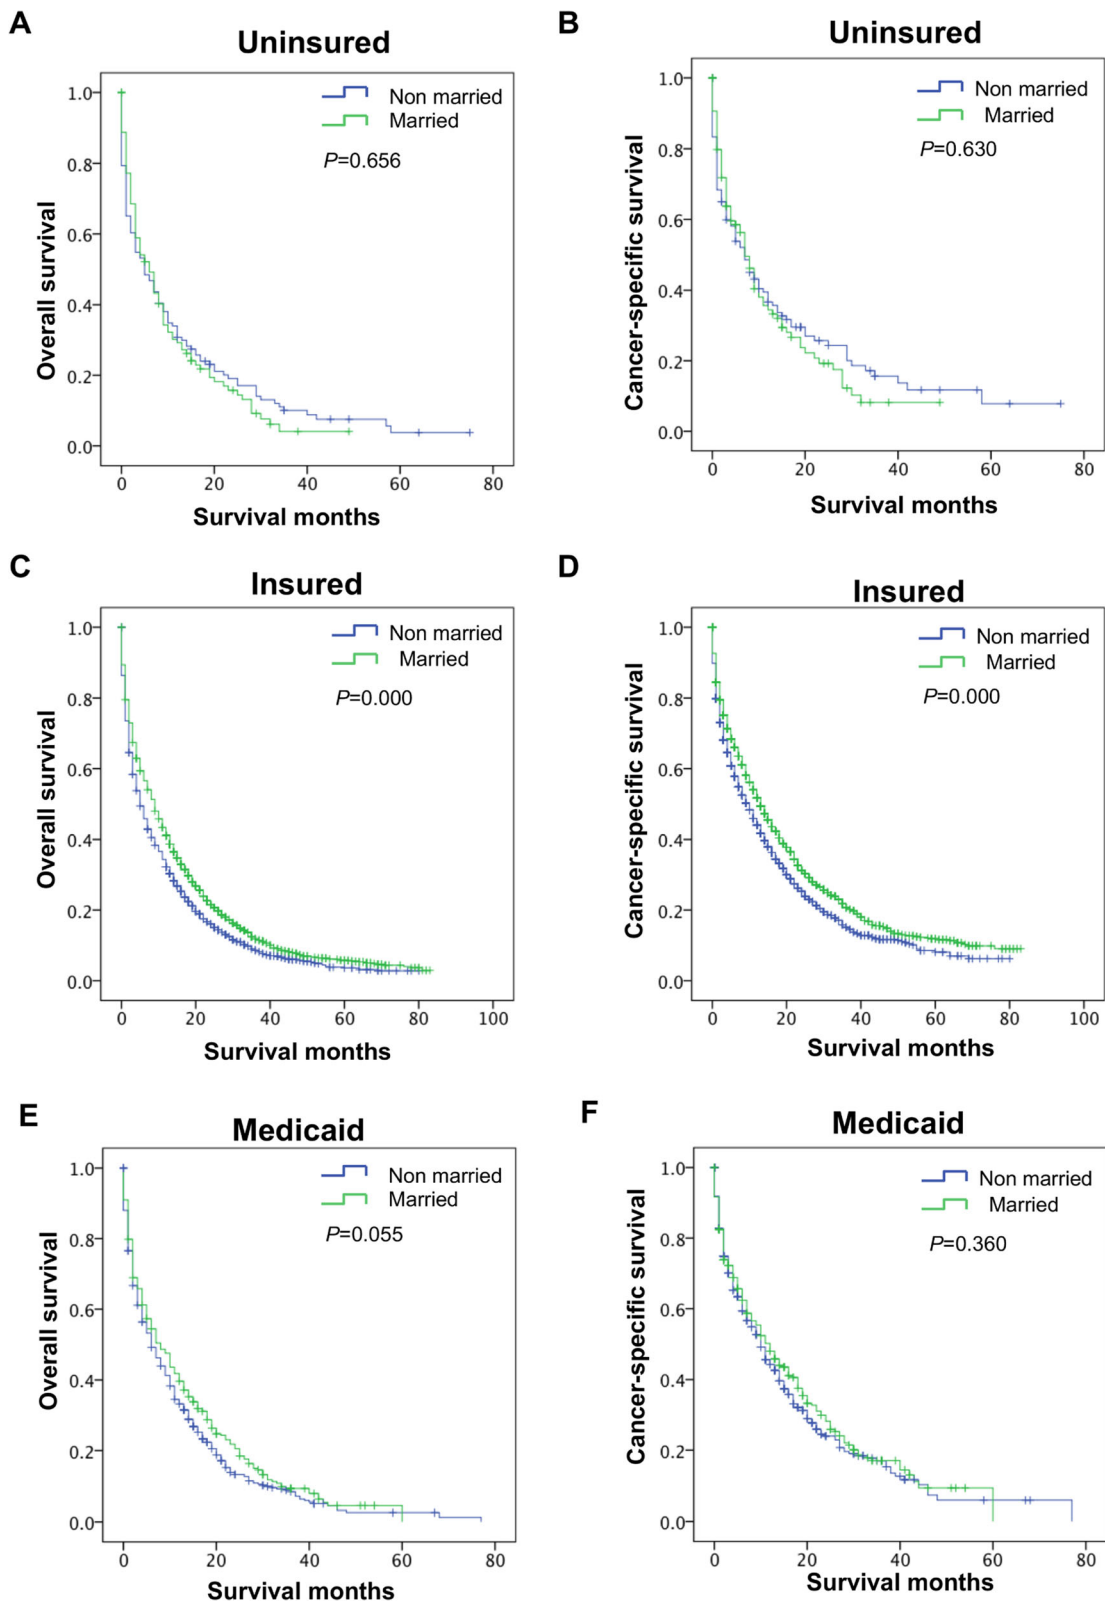 A
Uninsured
Non married
Married
P=0.656
Overall survival
1.0
0.8
0.6
0.4
0.2
0.0
0 20 40 60 80
Survival months
B
Uninsured
Non married
Married
P=0.630
Cancer-specific survival
1.0
0.8
0.6
0.4
0.2
0.0
0 20 40 60 80
Survival months
C
Insured
Non married
Married
P=0.000
Overall survival
1.0
0.8
0.6
0.4
0.2
0.0
0 20 40 60 80 100
Survival months
D
Insured
Non married
Married
P=0.000
Cancer-specific survival
1.0
0.8
0.6
0.4
0.2
0.0
0 20 40 60 80 100
Survival months
E
Medicaid
Non married
Married
P=0.055
Overall survival
1.0
0.8
0.6
0.4
0.2
0.0
0 20 40 60 80
Survival months
F
Medicaid
Non married
Married
P=0.360
Cancer-specific survival
1.0
0.8
0.6
0.4
0.2
0.0
0 20 40 60 80
Survival months